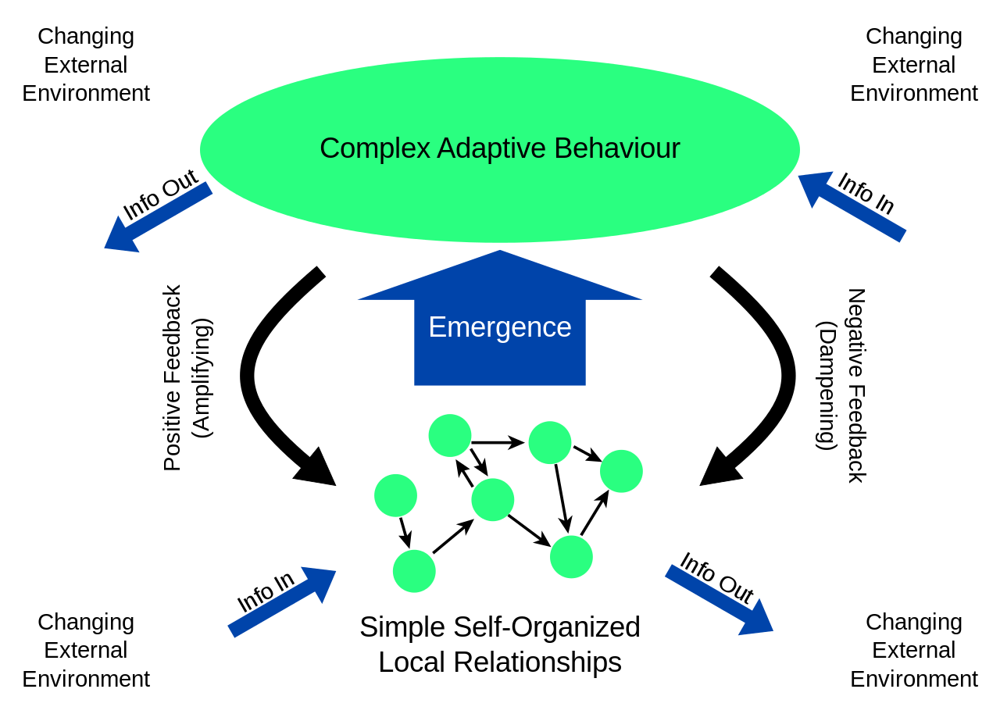 Changing
External
Environment
Changing
External
Environment
Complex Adaptive Behaviour
Info Out
Info In
Positive Feedback
(Amplifying)
Emergence
Negative Feedback
(Dampening)
Info In
Info Out
Simple Self-Organized
Local Relationships
Changing
External
Environment
Changing
External
Environment